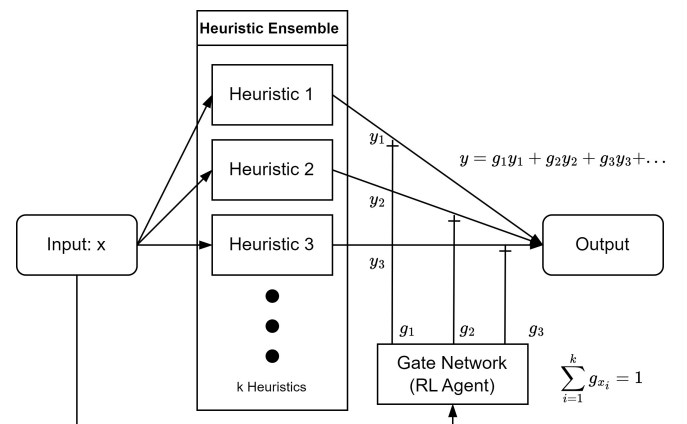 Heuristic Ensemble
Heuristic 1
y₁
y = g₁y₁ + g₂y₂ + g₃y₃+...
Heuristic 2
y₂
Input: x
Heuristic 3
Output
y₃
g₁
g₂
g₃
Gate Network
(RL Agent)
k Heuristics
∑ᵢ₌₁ᵏ gₓᵢ = 1